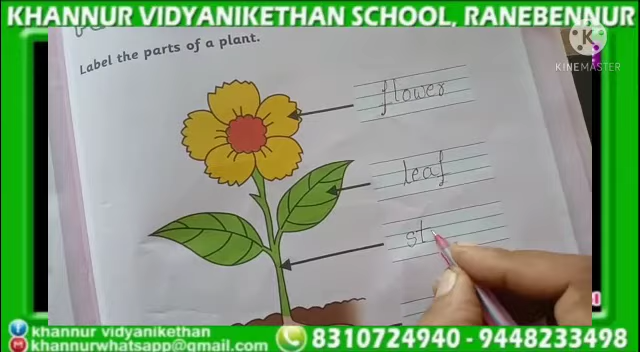 KHANNUR VIDYANIKETHAN SCHOOL, RANEBENNUR
KINEMASTER
Label the parts of a plant.
flower
leaf
st
khannur vidyanikethan
khannurwhatsapp@gmail.com
8310724940 - 9448233498